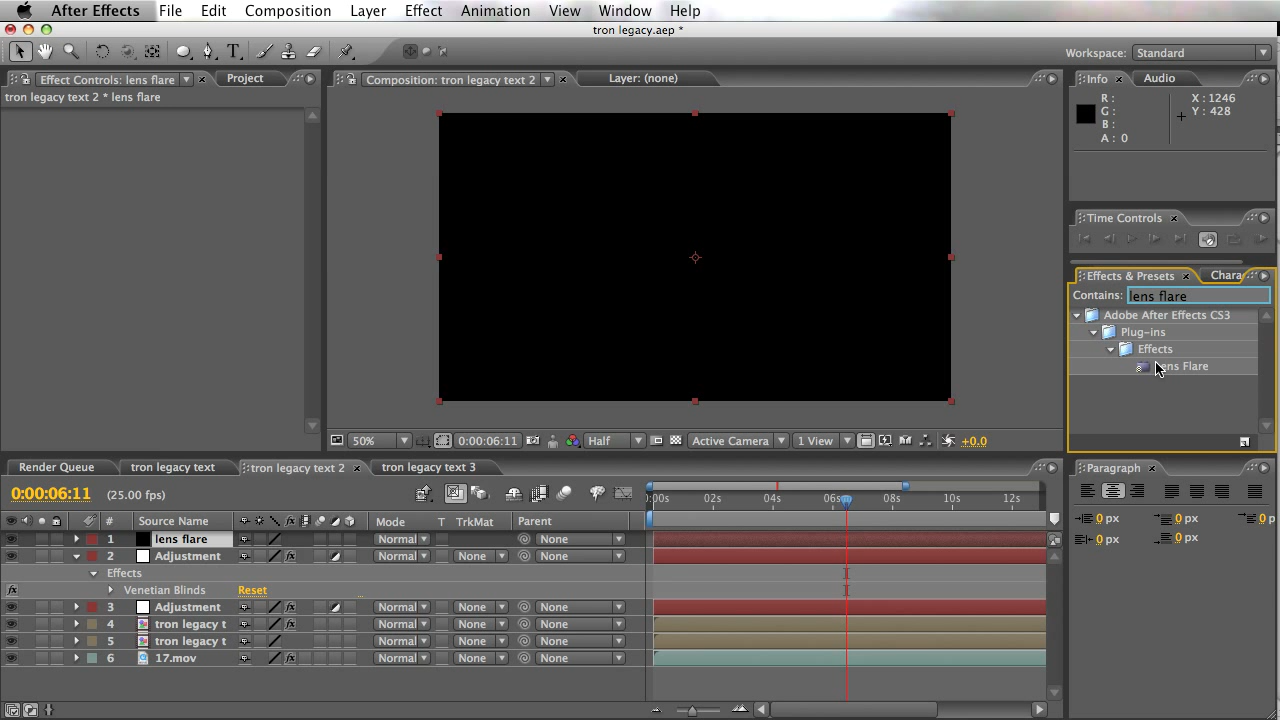 After Effects File Edit Composition Layer Effect Animation View Window Help
tron legacy.aep *
Workspace: Standard
Effect Controls: lens flare Project
tron legacy text 2 * lens flare
Composition: tron legacy text 2 Layer: (none)
Info Audio
R : X : 1246
G : Y : 428
B :
A : 0
Time Controls
Effects & Presets Chara
Contains: lens flare
Adobe After Effects CS3
Plug-ins
Effects
Lens Flare
50% 0:00:06:11 Half Active Camera 1 View +0.0
Render Queue tron legacy text tron legacy text 2 tron legacy text 3
0:00:06:11 (25.00 fps)
:00s 02s 04s 06s 08s 10s 12s
# Source Name Mode T TrkMat Parent
1 lens flare Normal None
2 Adjustment Normal None None
Effects
Venetian Blinds Reset
3 Adjustment Normal None None
4 tron legacy t Normal None None
5 tron legacy t Normal None None
6 17.mov Normal None None
Paragraph
0 px 0 px 0 p
0 px 0 px